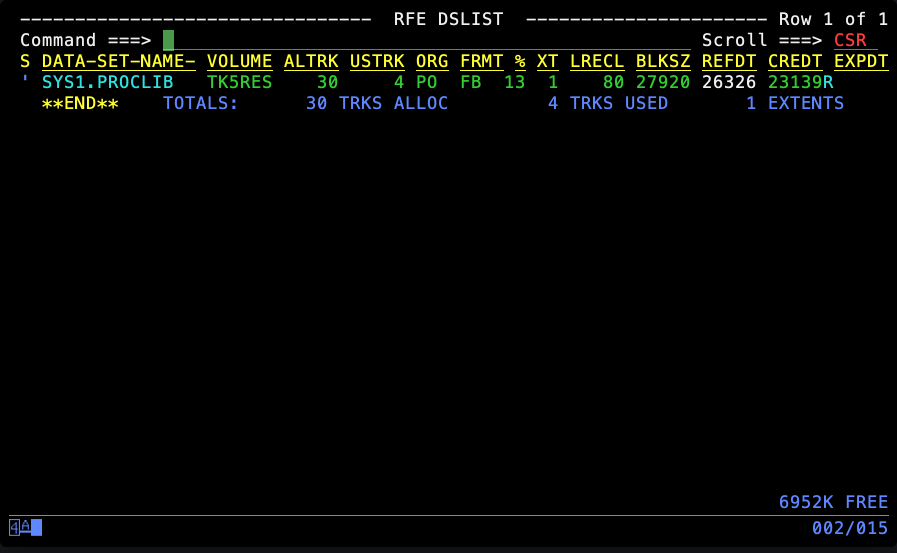 -------------------------------- RFE DSLIST ---------------------- Row 1 of 1
Command ===> Scroll ===> CSR
S DATA-SET-NAME- VOLUME ALTRK USTRK ORG FRMT % XT LRECL BLKSZ REFDT CREDT EXPDT
' SYS1.PROCLIB TK5RES 30 4 PO FB 13 1 80 27920 26326 23139R
**END** TOTALS: 30 TRKS ALLOC 4 TRKS USED 1 EXTENTS
6952K FREE
4A 002/015